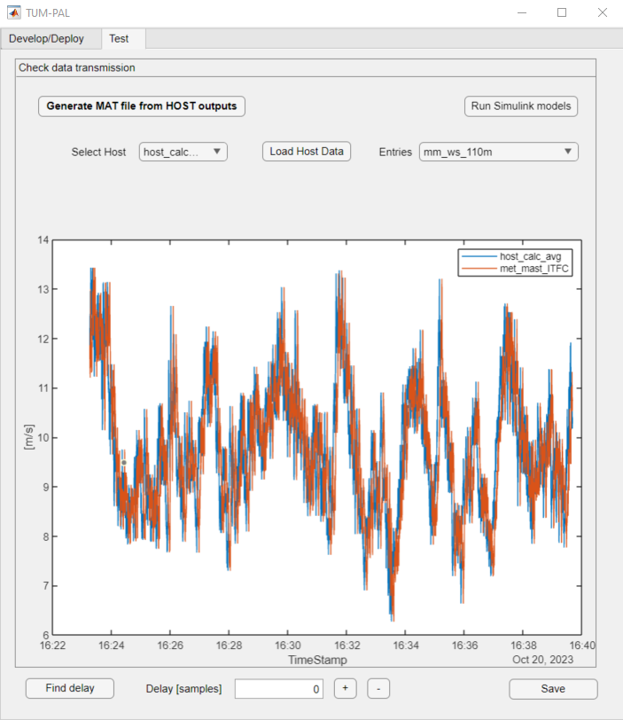 TUM-PAL
Develop/Deploy Test
Check data transmission
Generate MAT file from HOST outputs Run Simulink models
Select Host host_calc... Load Host Data Entries mm_ws_110m
14
host_calc_avg
met_mast_ITFC
13
12
11
10
[m/s]
9
8
7
6
16:22 16:24 16:26 16:28 16:30 16:32 16:34 16:36 16:38 16:40
TimeStamp Oct 20, 2023
Find delay Delay [samples] 0 + - Save